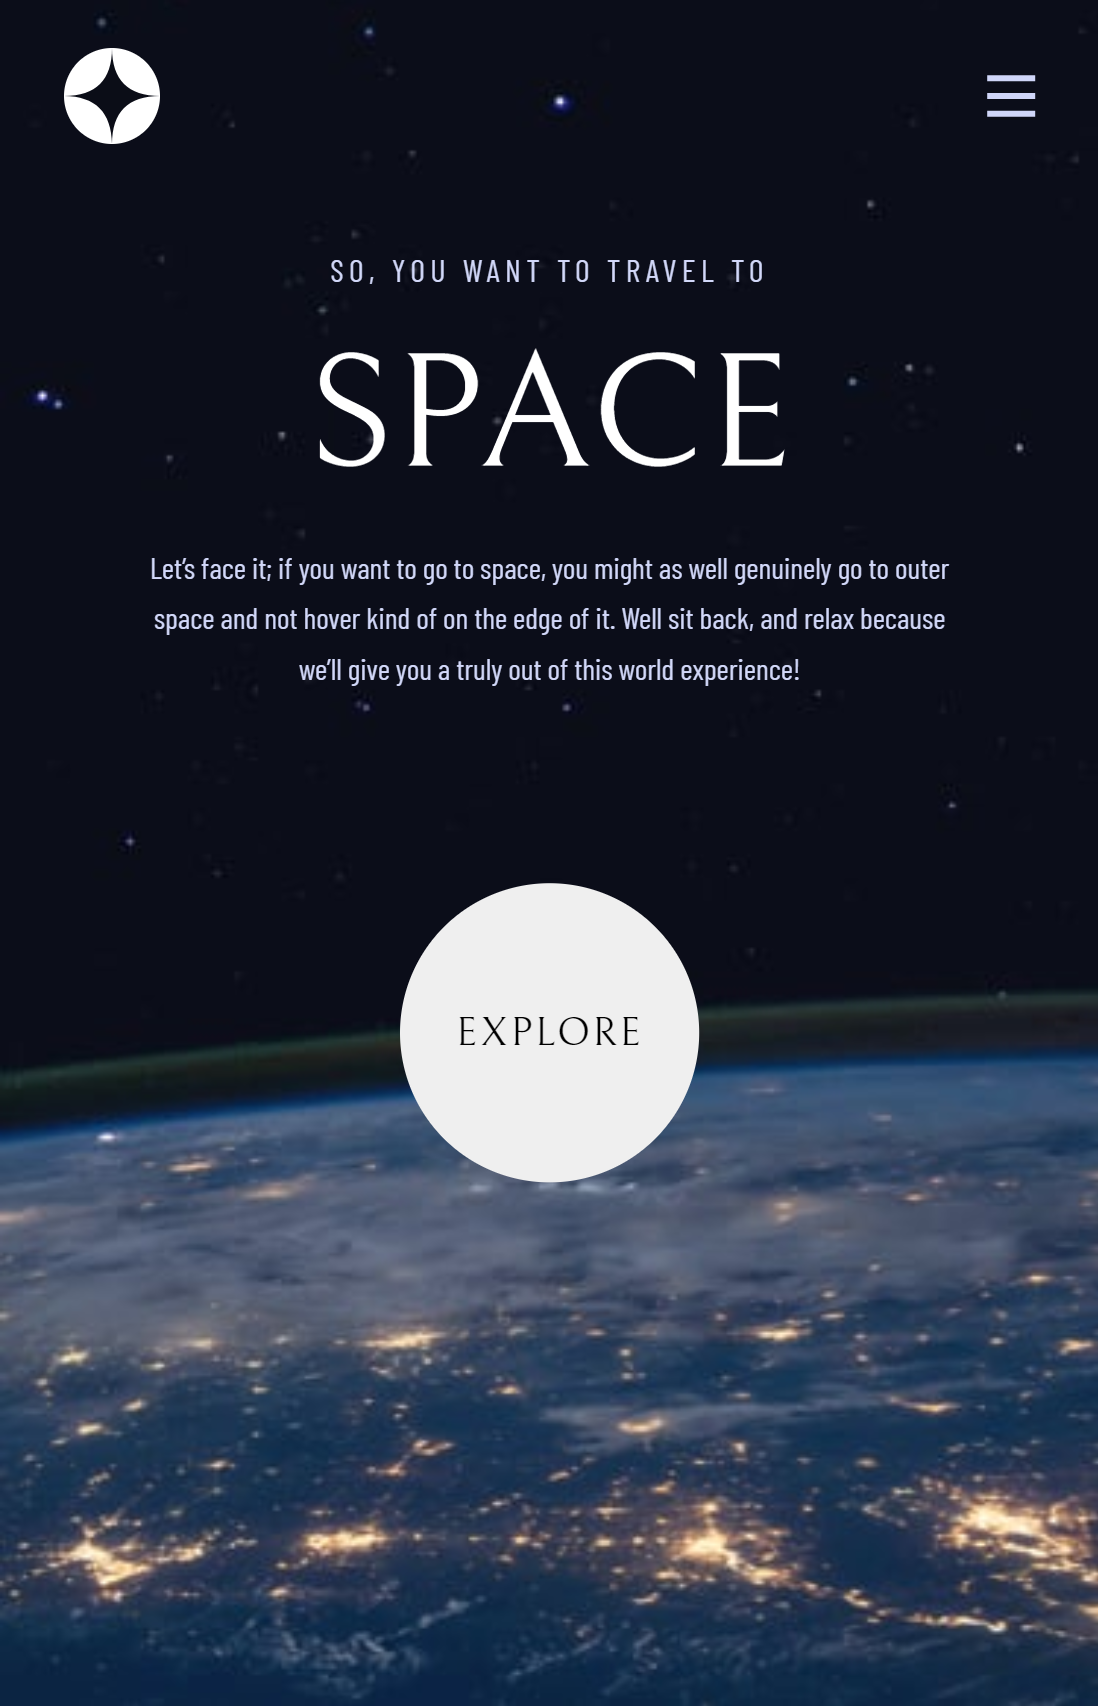 SO, YOU WANT TO TRAVEL TO
SPACE
Let’s face it; if you want to go to space, you might as well genuinely go to outer
space and not hover kind of on the edge of it. Well sit back, and relax because
we’ll give you a truly out of this world experience!
EXPLORE